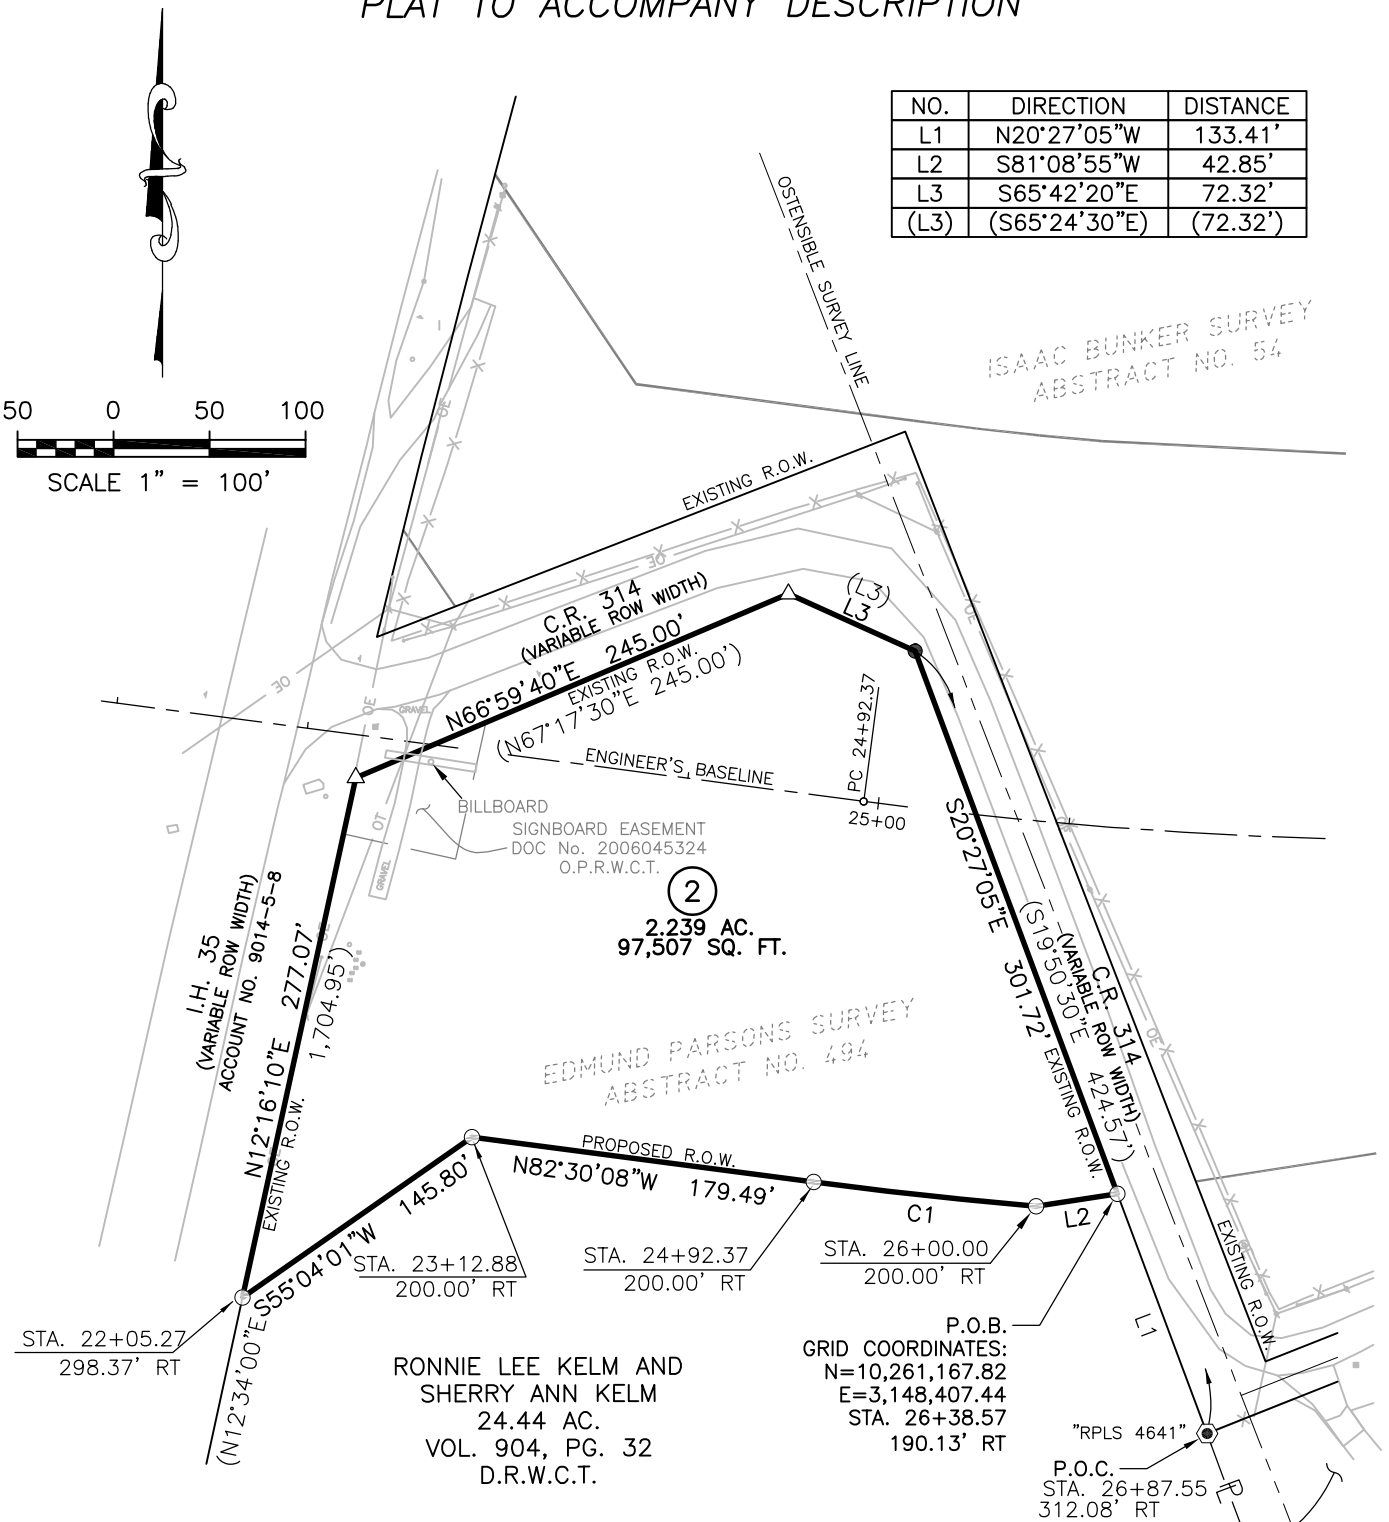 PLAT TO ACCOMPANY DESCRIPTION
NO. DIRECTION DISTANCE
L1 N20°27'05"W 133.41'
L2 S81°08'55"W 42.85'
L3 S65°42'20"E 72.32'
(L3) (S65°24'30"E) (72.32')
50 0 50 100
SCALE 1" = 100'
OSTENSIBLE SURVEY LINE
ISAAC BUNKER SURVEY
ABSTRACT NO. 54
EXISTING R.O.W.
OE
OE
OE
OE
OE
C.R. 314
(VARIABLE ROW WIDTH)
N66°59'40"E 245.00'
EXISTING R.O.W.
(N67°17'30"E 245.00')
(L3)
L3
GRAVEL
ENGINEER'S BASELINE
PC 24+92.37
25+00
BILLBOARD
SIGNBOARD EASEMENT
DOC No. 2006045324
O.P.R.W.C.T.
OT
GRAVEL
2
2.239 AC.
97,507 SQ. FT.
S20°27'05"E 301.72'
EXISTING R.O.W.
(S19°50'30"E 424.57')
C.R. 314
(VARIABLE ROW WIDTH)
OE
I.H. 35
(VARIABLE ROW WIDTH)
ACCOUNT NO. 9014-5-8
N12°16'10"E 277.07'
EXISTING R.O.W.
1,704.95')
(N12°34'00"E
EDMUND PARSONS SURVEY
ABSTRACT NO. 494
PROPOSED R.O.W.
N82°30'08"W 179.49'
S55°04'01"W 145.80'
C1
L2
STA. 23+12.88
200.00' RT
STA. 24+92.37
200.00' RT
STA. 26+00.00
200.00' RT
STA. 22+05.27
298.37' RT
EXISTING R.O.W.
L1
P.O.B.
GRID COORDINATES:
N=10,261,167.82
E=3,148,407.44
STA. 26+38.57
190.13' RT
RONNIE LEE KELM AND
SHERRY ANN KELM
24.44 AC.
VOL. 904, PG. 32
D.R.W.C.T.
"RPLS 4641"
P.O.C.
STA. 26+87.55
312.08' RT